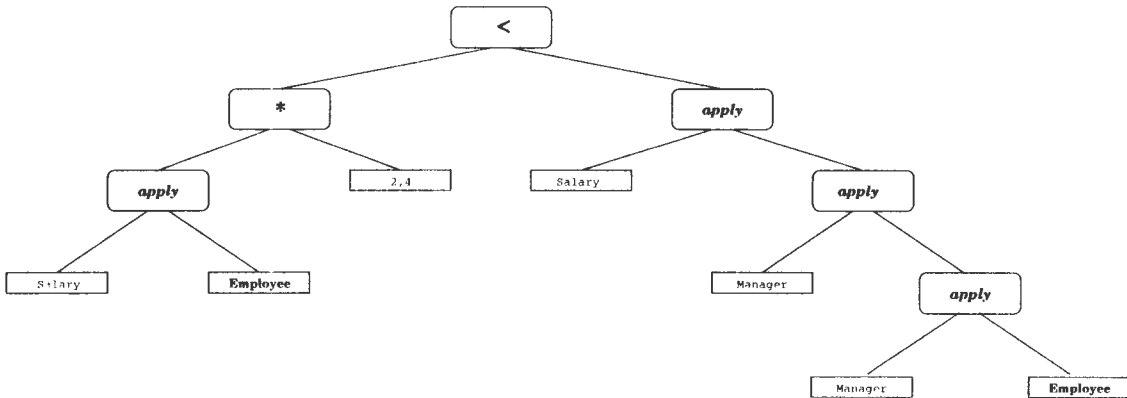 <
* apply
apply 2,4 Salary apply
Salary Employee Manager apply
Manager Employee